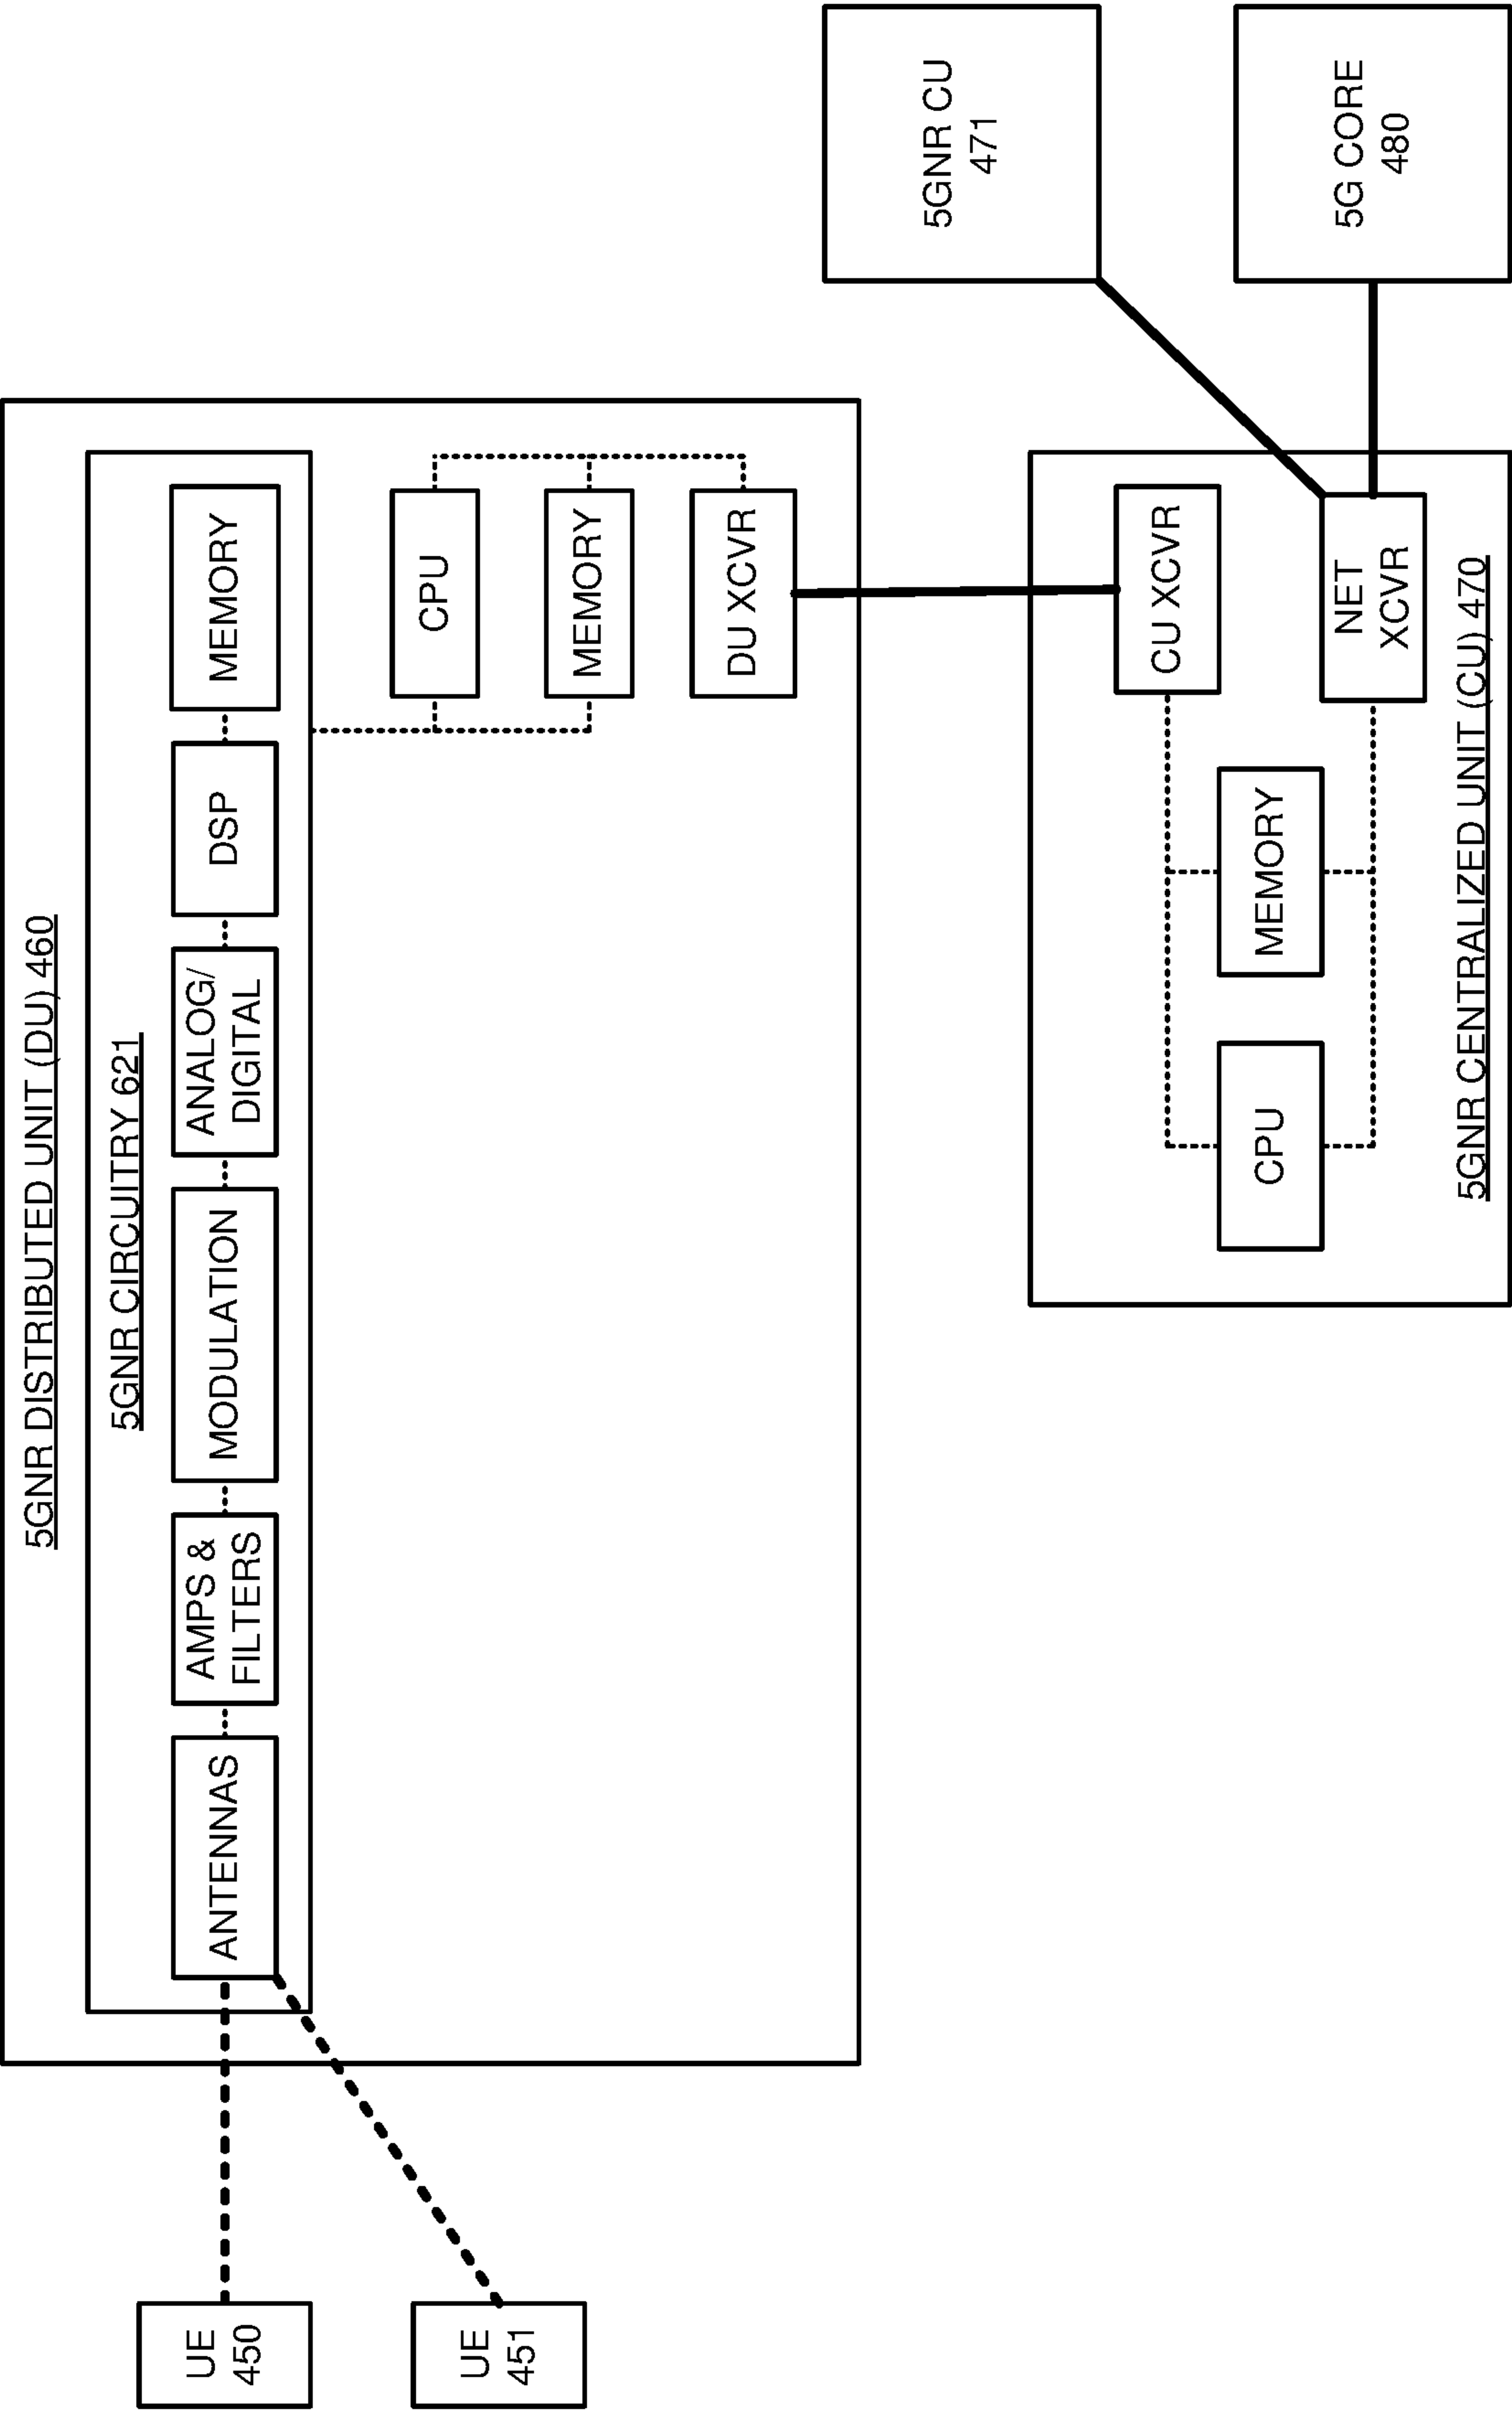 5GNR DISTRIBUTED UNIT (DU) 460
5GNR CIRCUITRY 621
UE
450
ANTENNAS
AMPS &
FILTERS
MODULATION
ANALOG/
DIGITAL
DSP
MEMORY
UE
451
CPU
MEMORY
DU XCVR
5GNR CU
471
CU XCVR
CPU
MEMORY
NET
XCVR
5G CORE
480
5GNR CENTRALIZED UNIT (CU) 470